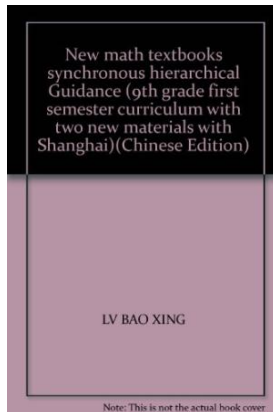 New math textbooks
synchronous hierarchical
Guidance (9th grade first
semester curriculum with
two new materials with
Shanghai)(Chinese Edition)
LV BAO XING
Note: This is not the actual book cover